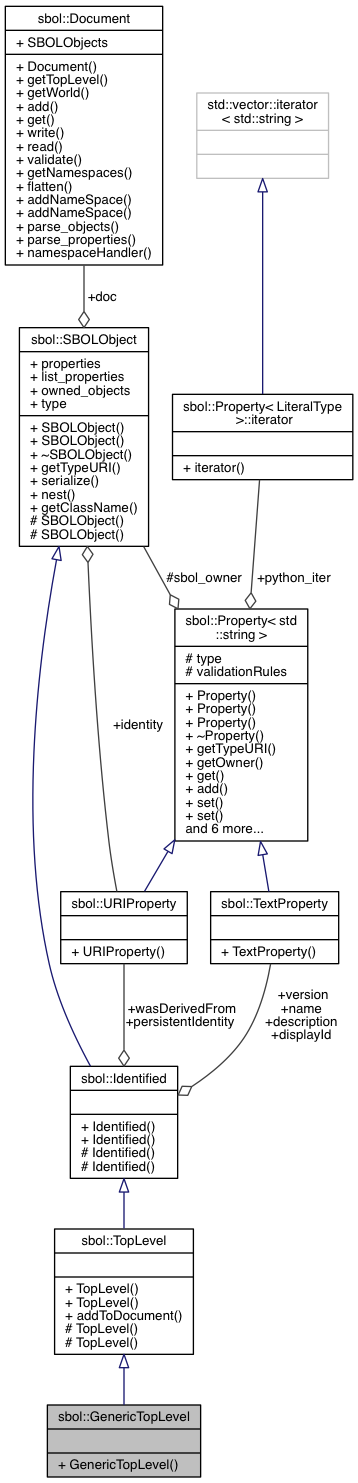 sbol::Document
+ SBOLObjects
+ Document()
+ getTopLevel()
+ getWorld()
+ add()
+ get()
+ write()
+ read()
+ validate()
+ getNamespaces()
+ flatten()
+ addNameSpace()
+ addNameSpace()
+ parse_objects()
+ parse_properties()
+ namespaceHandler()
std::vector::iterator
< std::string >
+doc
sbol::SBOLObject
+ properties
+ list_properties
+ owned_objects
+ type
+ SBOLObject()
+ SBOLObject()
+ ~SBOLObject()
+ getTypeURI()
+ serialize()
+ nest()
+ getClassName()
# SBOLObject()
# SBOLObject()
sbol::Property< LiteralType
>::iterator
+ iterator()
#sbol_owner
+python_iter
sbol::Property< std
::string >
# type
# validationRules
+ Property()
+ Property()
+ Property()
+ ~Property()
+ getTypeURI()
+ getOwner()
+ get()
+ add()
+ set()
+ set()
and 6 more...
+identity
sbol::URIProperty
+ URIProperty()
sbol::TextProperty
+ TextProperty()
+wasDerivedFrom
+persistentIdentity
+version
+name
+description
+displayId
sbol::Identified
+ Identified()
+ Identified()
# Identified()
# Identified()
sbol::TopLevel
+ TopLevel()
+ TopLevel()
+ addToDocument()
# TopLevel()
# TopLevel()
sbol::GenericTopLevel
+ GenericTopLevel()